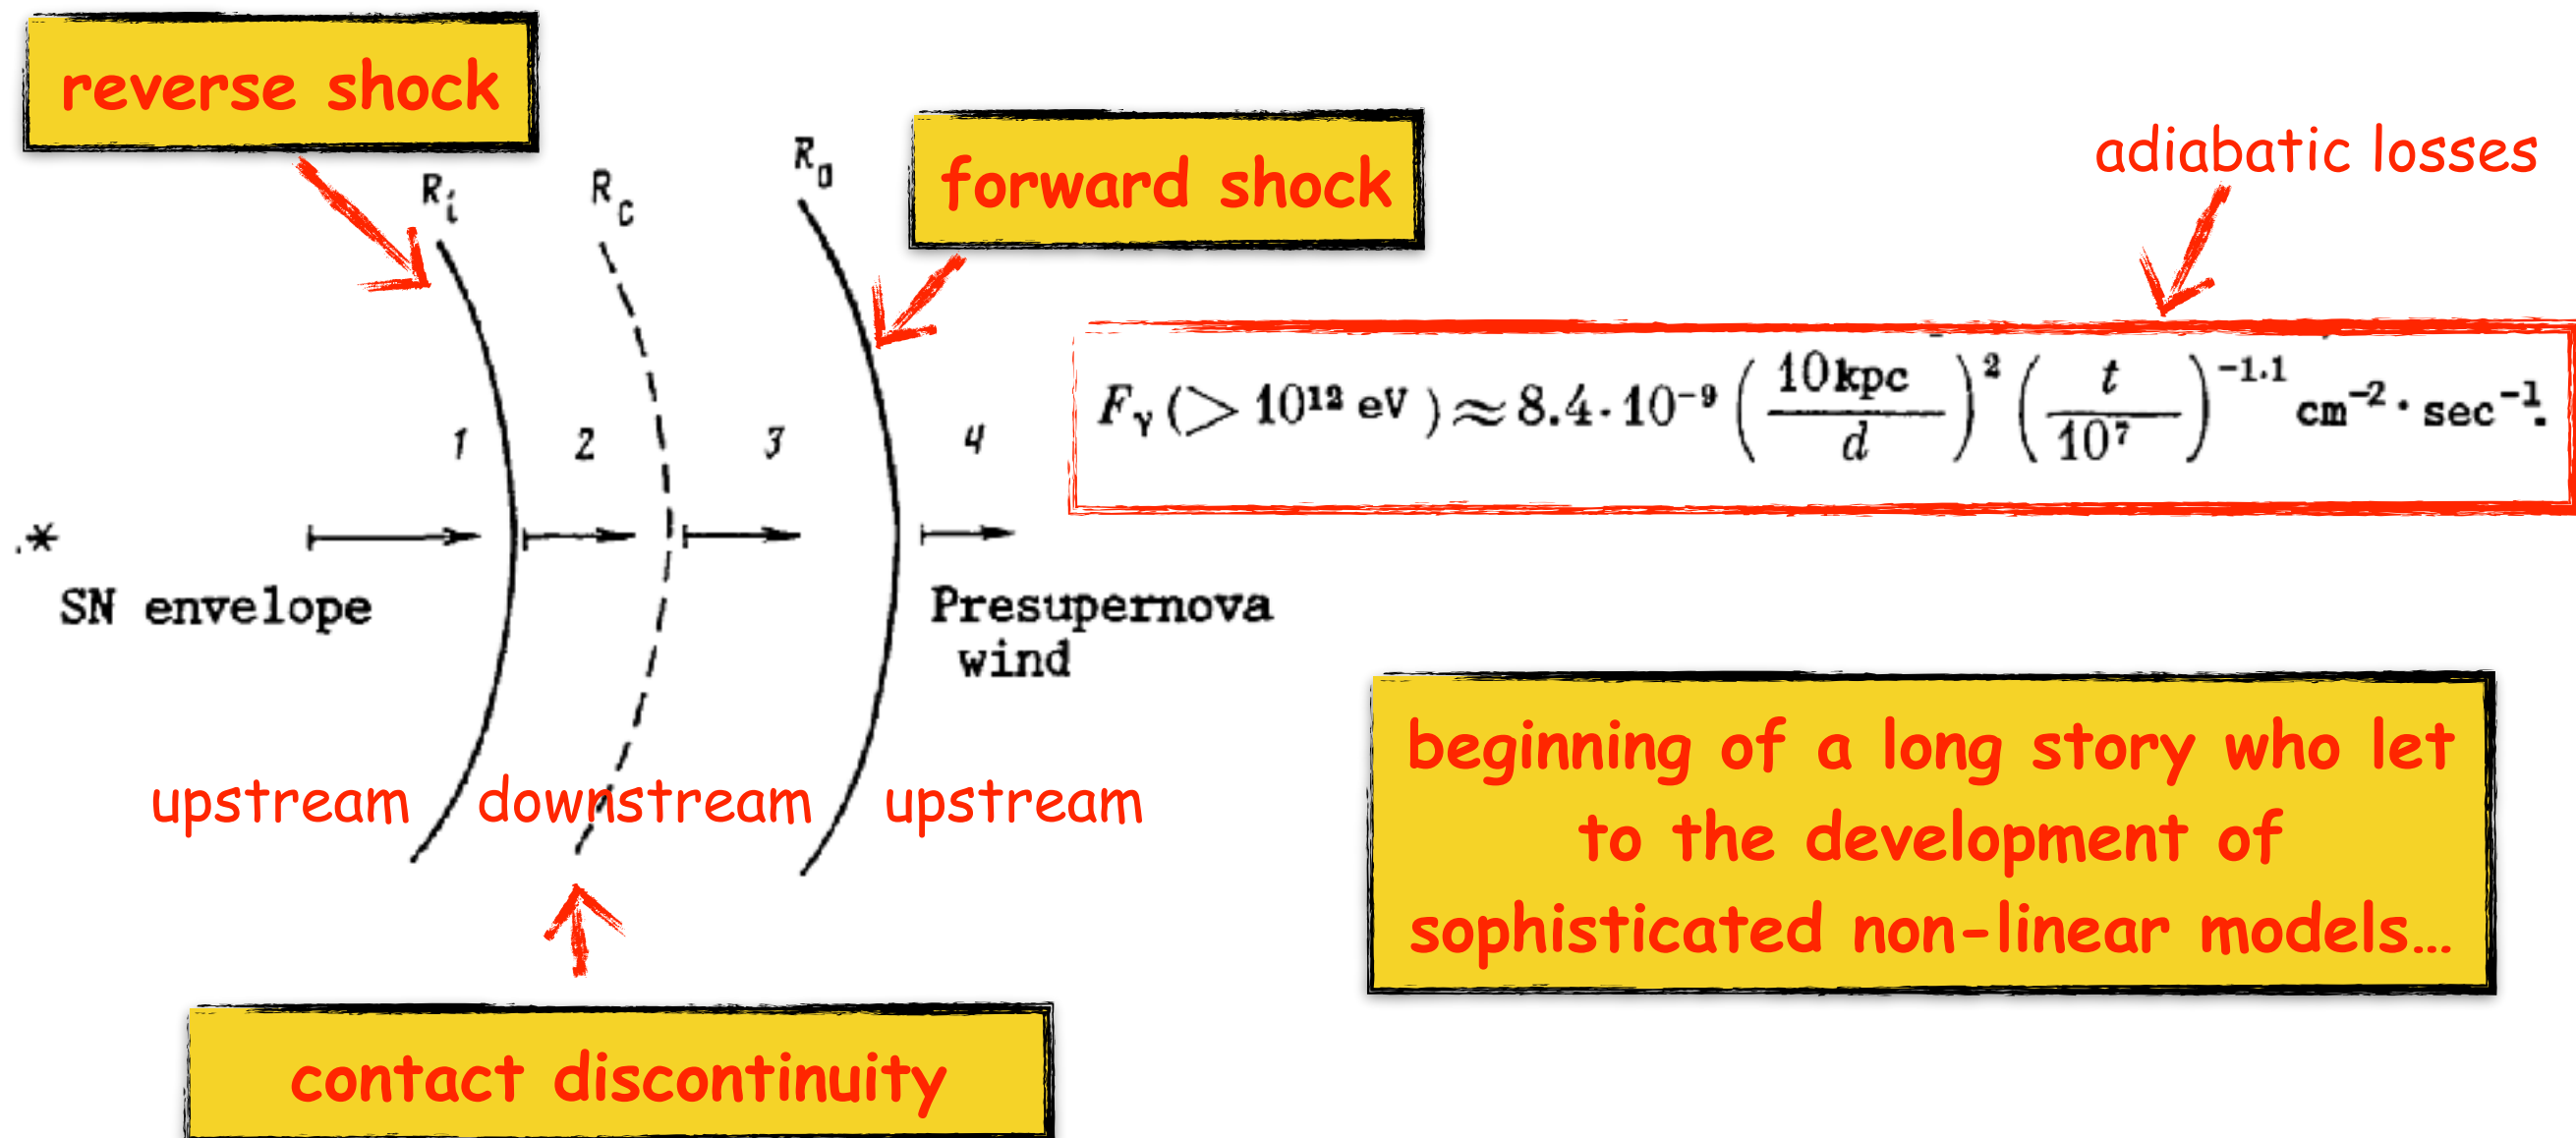 reverse shock
R_i
R_c
R_0
forward shock
adiabatic losses
F_γ (> 10^12 eV) ≈ 8.4 · 10^−9 (10 kpc / d)^2 (t / 10^7)^−1.1 cm^−2 · sec^−1.
1
2
3
4
SN envelope
Presupernova
wind
upstream
downstream
upstream
beginning of a long story who let
to the development of
sophisticated non-linear models...
contact discontinuity